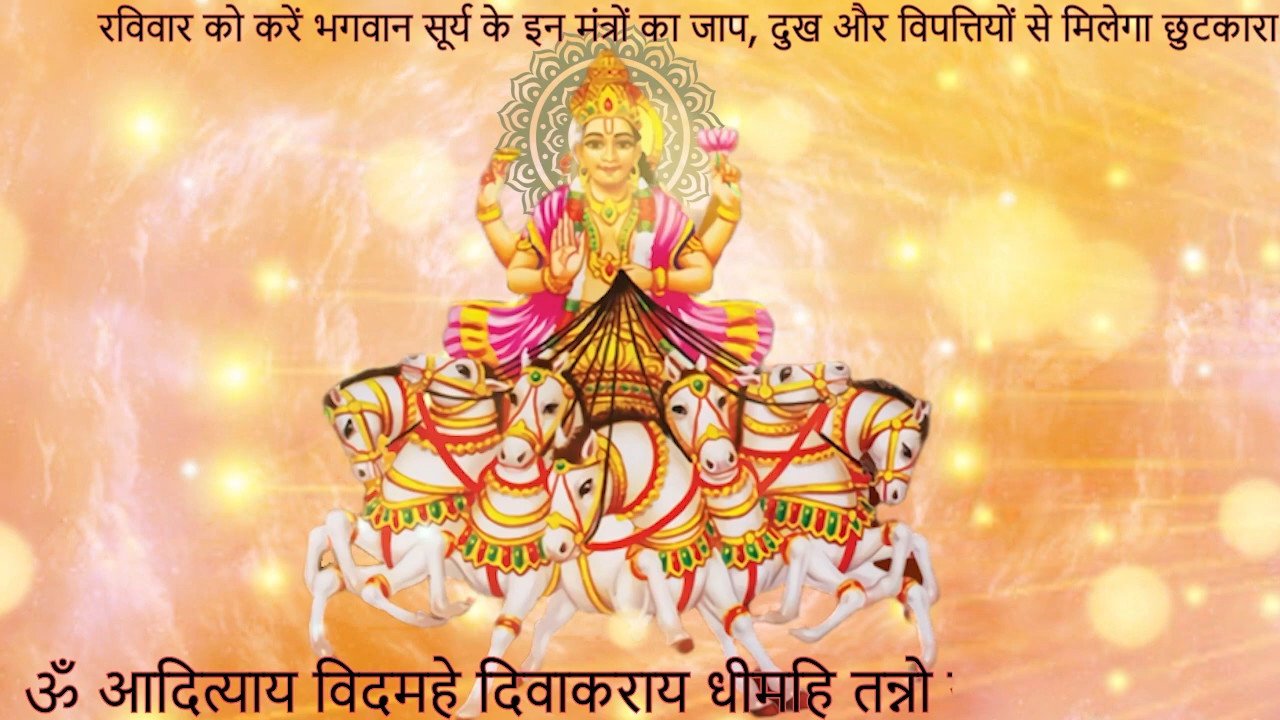 रविवार को करें भगवान सूर्य के इन मंत्रों का जाप, दुख और विपत्तियों से मिलेगा छुटकारा
ॐ आदित्याय विदमहे दिवाकराय धीमहि तन्नो